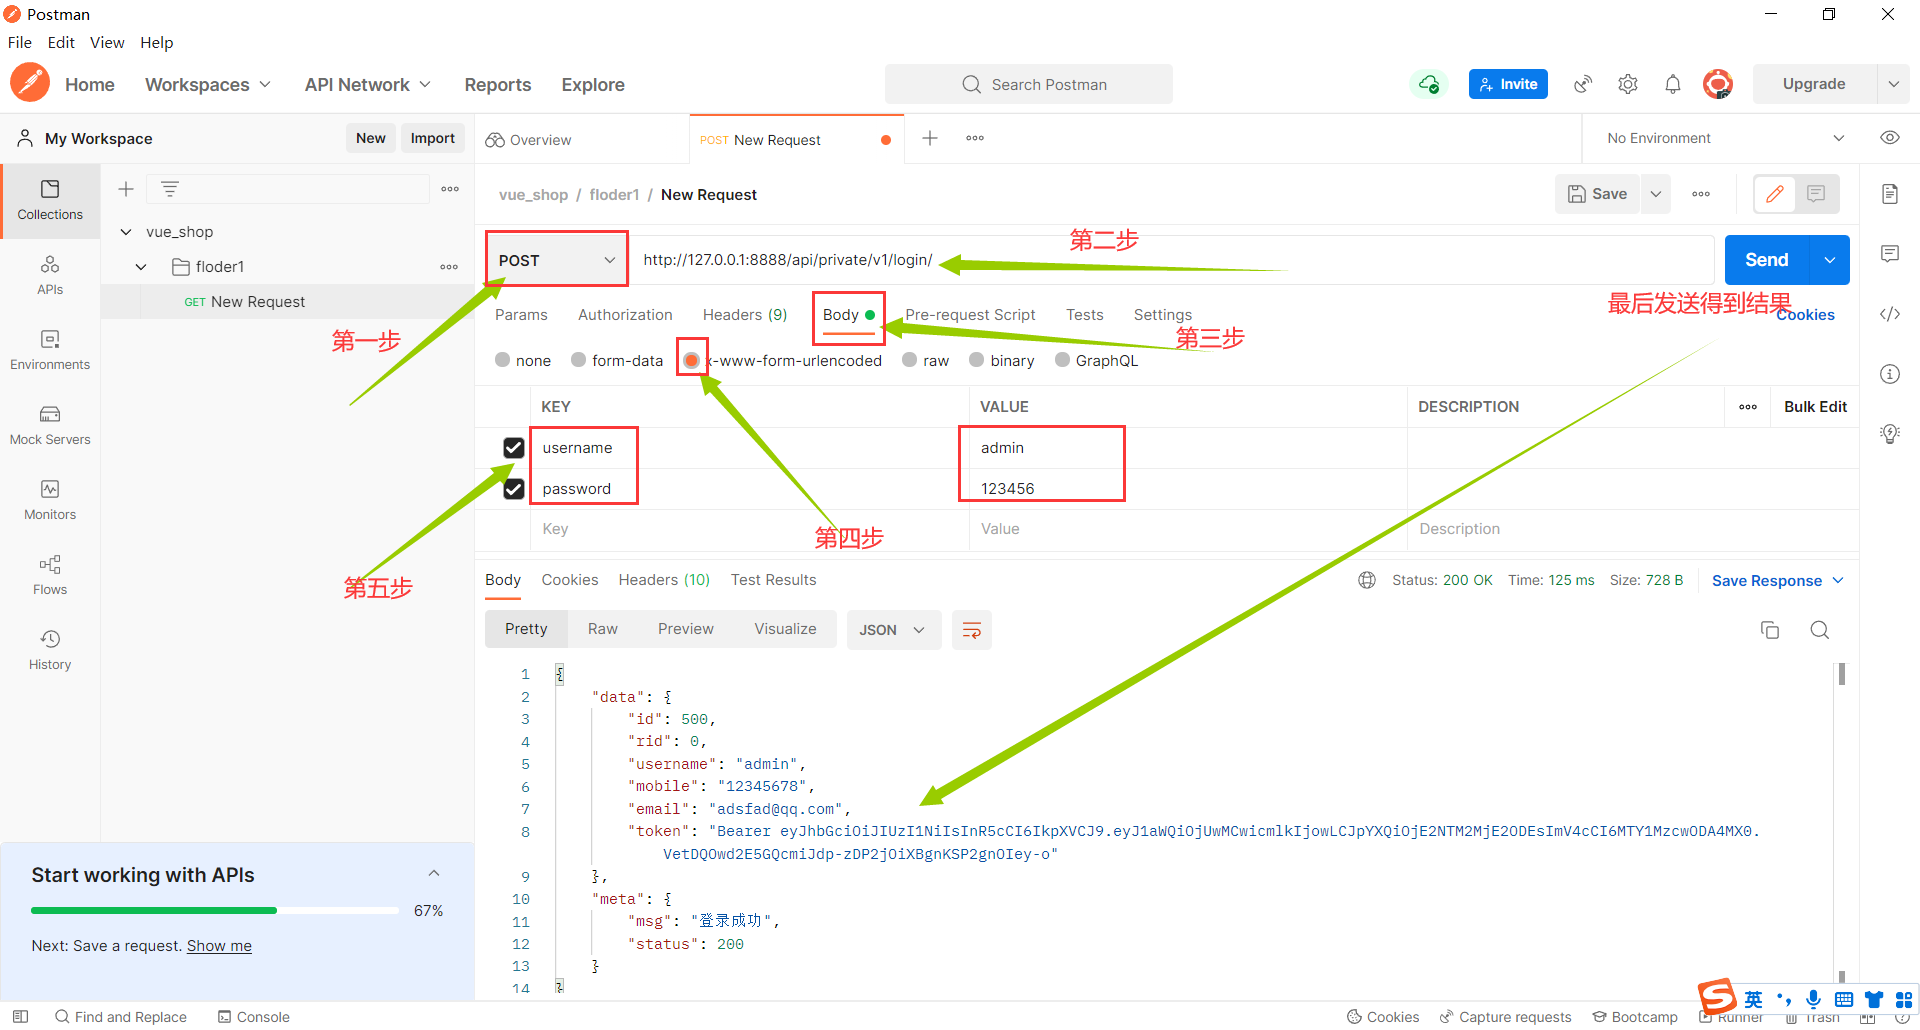 Postman
File Edit View Help
Home Workspaces API Network Reports Explore Search Postman Invite Upgrade
My Workspace New Import Overview POST New Request No Environment
Collections
APIs
Environments
Mock Servers
Monitors
Flows
History
vue_shop
floder1
GET New Request
vue_shop / floder1 / New Request Save
第二步
POST http://127.0.0.1:8888/api/private/v1/login/ Send
最后发送得到结果
Params Authorization Headers (9) Body Pre-request Script Tests Settings Cookies
第一步
第三步
none form-data x-www-form-urlencoded raw binary GraphQL
KEY VALUE DESCRIPTION Bulk Edit
username admin
password 123456
Key Value Description
第四步
第五步
Body Cookies Headers (10) Test Results Status: 200 OK Time: 125 ms Size: 728 B Save Response
Pretty Raw Preview Visualize JSON
1 {
2 "data": {
3 "id": 500,
4 "rid": 0,
5 "username": "admin",
6 "mobile": "12345678",
7 "email": "adsfad@qq.com",
8 "token": "Bearer eyJhbGciOiJIUzI1NiIsInR5cCI6IkpXVCJ9.eyJ1aWQiOjUwMCwicmlkIjowLCJpYXQiOjE2NTM2MjE2ODEsImV4cCI6MTY1MzcwODA4MX0.
VetDQOwd2E5GQcmiJdp-zDP2jOiXBgnKSP2gnOIey-o"
9 },
10 "meta": {
11 "msg": "登录成功",
12 "status": 200
13 }
14 }
Start working with APIs
67%
Next: Save a request. Show me
英
Find and Replace Console Cookies Capture requests Bootcamp Runner Trash